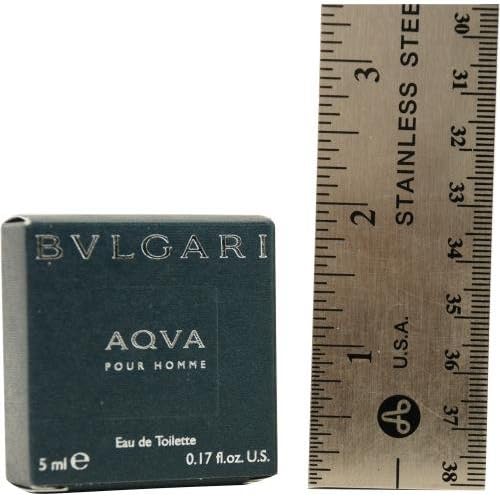 BVLGARI
AQVA
POUR HOMME
Eau de Toilette
5 ml e 0.17 fl.oz. U.S.
3
2
1
STAINLESS STEE
U.S.A.
30
31
32
33
34
35
36
37
38